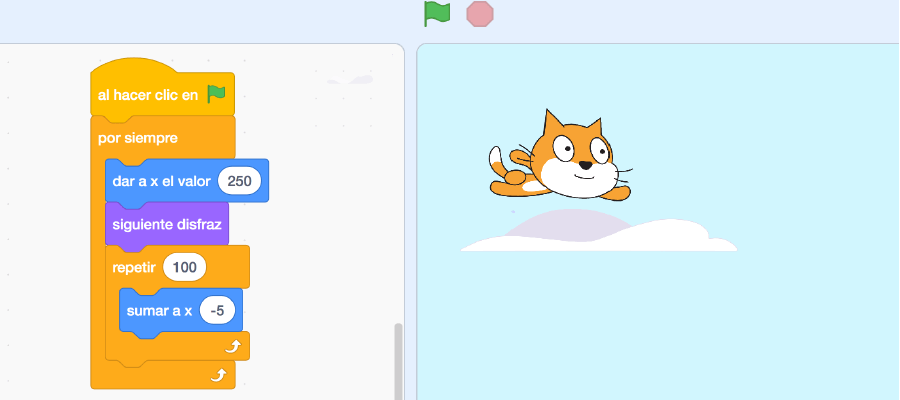 al hacer clic en
por siempre
dar a x el valor 250
siguiente disfraz
repetir 100
sumar a x -5